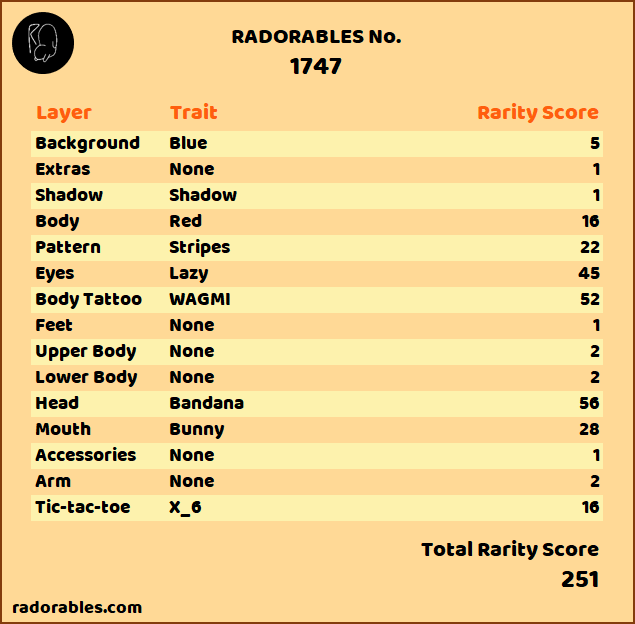 RADORABLES No.
1747
Layer Trait Rarity Score
Background Blue 5
Extras None 1
Shadow Shadow 1
Body Red 16
Pattern Stripes 22
Eyes Lazy 45
Body Tattoo WAGMI 52
Feet None 1
Upper Body None 2
Lower Body None 2
Head Bandana 56
Mouth Bunny 28
Accessories None 1
Arm None 2
Tic-tac-toe X_6 16
Total Rarity Score
251
radorables.com